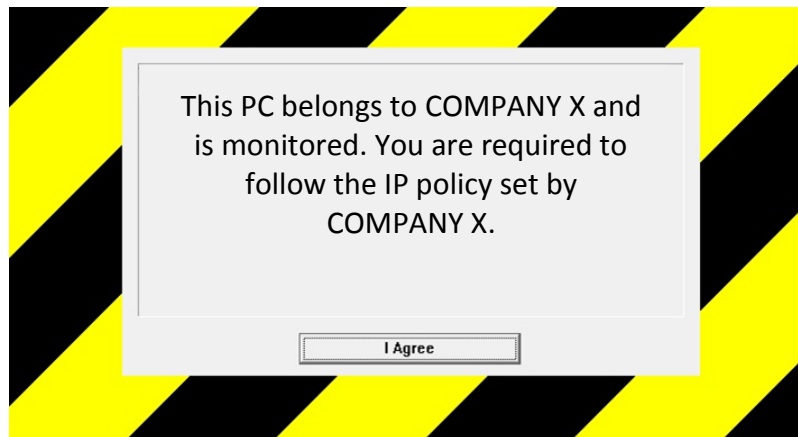 This PC belongs to COMPANY X and
is monitored. You are required to
follow the IP policy set by
COMPANY X.
I Agree